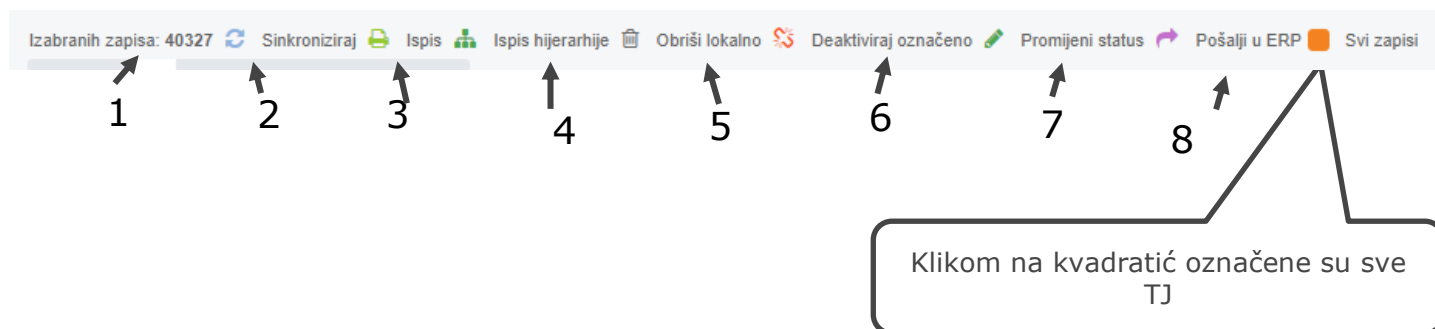 Izabranih zapisa: 40327 Sinkroniziraj Ispis Ispis hijerarhije Obriši lokalno Deaktiviraj označeno Promijeni status Pošalji u ERP Svi zapisi
1 2 3 4 5 6 7 8
Klikom na kvadratić označene su sve
TJ